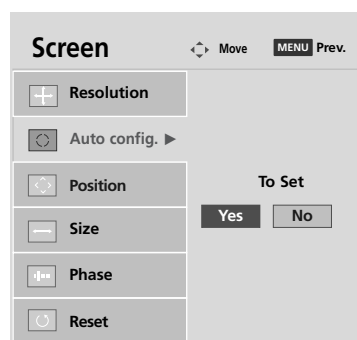 Screen
Move MENU Prev.
Resolution
Auto config. ►
Position
Size
Phase
Reset
To Set
Yes No